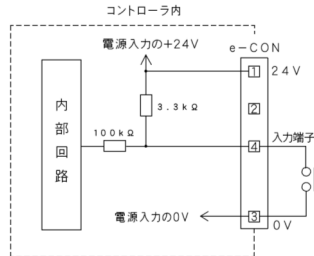 コントローラ内
電源入力の+24V
e-CON
1
24V
2
3.3kΩ
内部回路
100kΩ
4
入力端子
電源入力の0V
3
0V